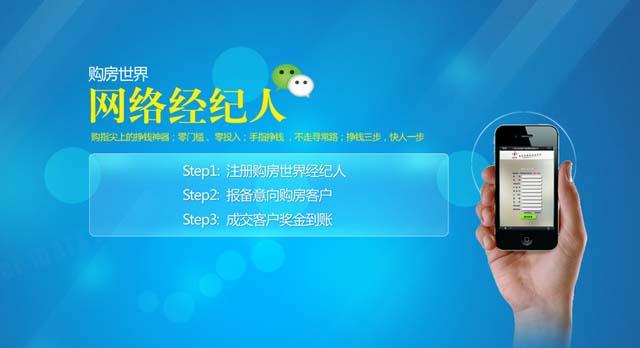 购房世界
网络经纪人
购指尖上的挣钱神器；零门槛、零投入；手指挣钱，不走寻常路；挣钱三步，快人一步
Step1: 注册购房世界经纪人
Step2: 报备意向购房客户
Step3: 成交客户奖金到账